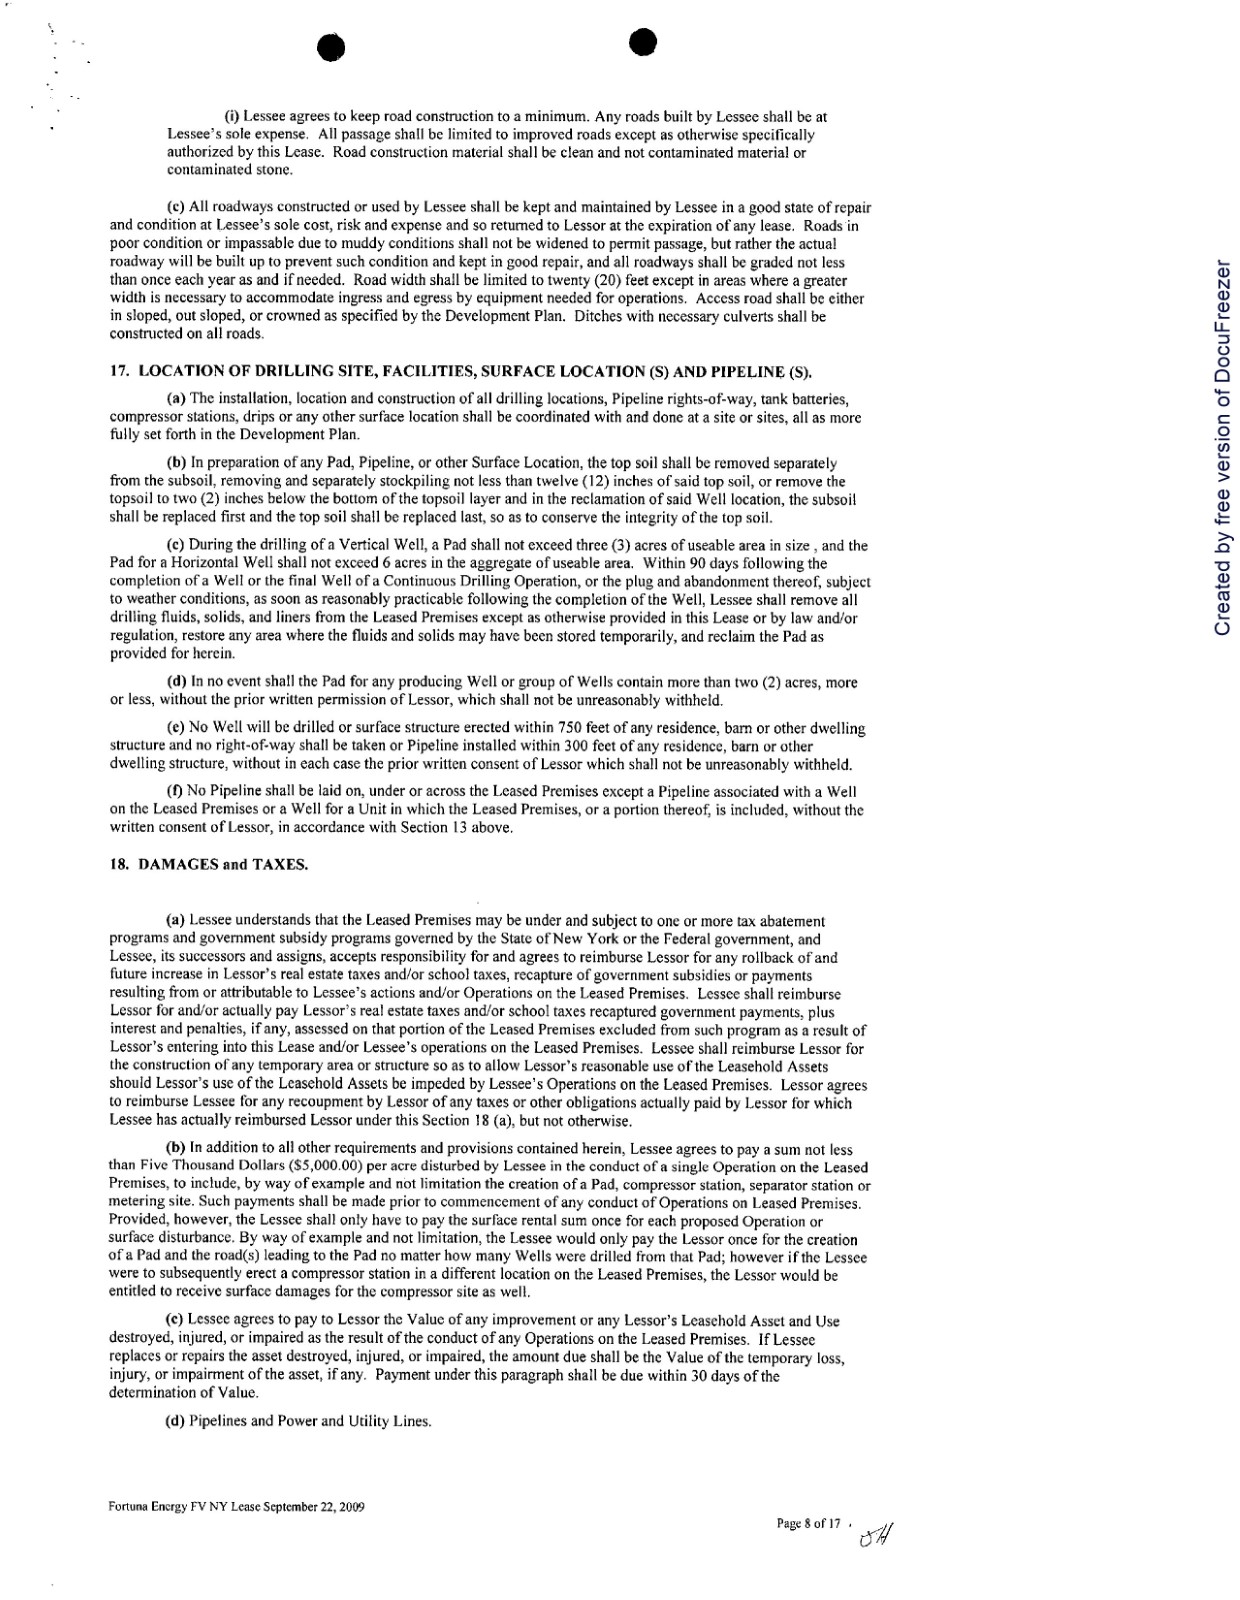 (i) Lessee agrees to keep road construction to a minimum. Any roads built by Lessee shall be at
Lessee's sole expense. All passage shall be limited to improved roads except as otherwise specifically
authorized by this Lease. Road construction material shall be clean and not contaminated material or
contaminated stone.
(c) All roadways constructed or used by Lessee shall be kept and maintained by Lessee in a good state of repair
and condition at Lessee's sole cost, risk and expense and so returned to Lessor at the expiration of any lease. Roads in
poor condition or impassable due to muddy conditions shall not be widened to permit passage, but rather the actual
roadway will be built up to prevent such condition and kept in good repair, and all roadways shall be graded not less
than once each year as and if needed. Road width shall be limited to twenty (20) feet except in areas where a greater
width is necessary to accommodate ingress and egress by equipment needed for operations. Access road shall be either
in sloped, out sloped, or crowned as specified by the Development Plan. Ditches with necessary culverts shall be
constructed on all roads.
17. LOCATION OF DRILLING SITE, FACILITIES, SURFACE LOCATION (S) AND PIPELINE (S).
(a) The installation, location and construction of all drilling locations, Pipeline rights-of-way, tank batteries,
compressor stations, drips or any other surface location shall be coordinated with and done at a site or sites, all as more
fully set forth in the Development Plan.
(b) In preparation of any Pad, Pipeline, or other Surface Location, the top soil shall be removed separately
from the subsoil, removing and separately stockpiling not less than twelve (12) inches of said top soil, or remove the
topsoil to two (2) inches below the bottom of the topsoil layer and in the reclamation of said Well location, the subsoil
shall be replaced first and the top soil shall be replaced last, so as to conserve the integrity of the top soil.
(c) During the drilling of a Vertical Well, a Pad shall not exceed three (3) acres of useable area in size , and the
Pad for a Horizontal Well shall not exceed 6 acres in the aggregate of useable area. Within 90 days following the
completion of a Well or the final Well of a Continuous Drilling Operation, or the plug and abandonment thereof, subject
to weather conditions, as soon as reasonably practicable following the completion of the Well, Lessee shall remove all
drilling fluids, solids, and liners from the Leased Premises except as otherwise provided in this Lease or by law and/or
regulation, restore any area where the fluids and solids may have been stored temporarily, and reclaim the Pad as
provided for herein.
(d) In no event shall the Pad for any producing Well or group of Wells contain more than two (2) acres, more
or less, without the prior written permission of Lessor, which shall not be unreasonably withheld.
(e) No Well will be drilled or surface structure erected within 750 feet of any residence, barn or other dwelling
structure and no right-of-way shall be taken or Pipeline installed within 300 feet of any residence, barn or other
dwelling structure, without in each case the prior written consent of Lessor which shall not be unreasonably withheld.
(f) No Pipeline shall be laid on, under or across the Leased Premises except a Pipeline associated with a Well
on the Leased Premises or a Well for a Unit in which the Leased Premises, or a portion thereof, is included, without the
written consent of Lessor, in accordance with Section 13 above.
18. DAMAGES and TAXES.
(a) Lessee understands that the Leased Premises may be under and subject to one or more tax abatement
programs and government subsidy programs governed by the State of New York or the Federal government, and
Lessee, its successors and assigns, accepts responsibility for and agrees to reimburse Lessor for any rollback of and
future increase in Lessor's real estate taxes and/or school taxes, recapture of government subsidies or payments
resulting from or attributable to Lessee's actions and/or Operations on the Leased Premises. Lessee shall reimburse
Lessor for and/or actually pay Lessor's real estate taxes and/or school taxes recaptured government payments, plus
interest and penalties, if any, assessed on that portion of the Leased Premises excluded from such program as a result of
Lessor's entering into this Lease and/or Lessee's operations on the Leased Premises. Lessee shall reimburse Lessor for
the construction of any temporary area or structure so as to allow Lessor's reasonable use of the Leasehold Assets
should Lessor's use of the Leasehold Assets be impeded by Lessee's Operations on the Leased Premises. Lessor agrees
to reimburse Lessee for any recoupment by Lessor of any taxes or other obligations actually paid by Lessor for which
Lessee has actually reimbursed Lessor under this Section 18 (a), but not otherwise.
(b) In addition to all other requirements and provisions contained herein, Lessee agrees to pay a sum not less
than Five Thousand Dollars ($5,000.00) per acre disturbed by Lessee in the conduct of a single Operation on the Leased
Premises, to include, by way of example and not limitation the creation of a Pad, compressor station, separator station or
metering site. Such payments shall be made prior to commencement of any conduct of Operations on Leased Premises.
Provided, however, the Lessee shall only have to pay the surface rental sum once for each proposed Operation or
surface disturbance. By way of example and not limitation, the Lessee would only pay the Lessor once for the creation
of a Pad and the road(s) leading to the Pad no matter how many Wells were drilled from that Pad; however if the Lessee
were to subsequently erect a compressor station in a different location on the Leased Premises, the Lessor would be
entitled to receive surface damages for the compressor site as well.
(c) Lessee agrees to pay to Lessor the Value of any improvement or any Lessor's Leasehold Asset and Use
destroyed, injured, or impaired as the result of the conduct of any Operations on the Leased Premises. If Lessee
replaces or repairs the asset destroyed, injured, or impaired, the amount due shall be the Value of the temporary loss,
injury, or impairment of the asset, if any. Payment under this paragraph shall be due within 30 days of the
determination of Value.
(d) Pipelines and Power and Utility Lines.
Fortuna Energy FV NY Lease September 22, 2009
Page 8 of 17
Created by free version of DocuFreezer